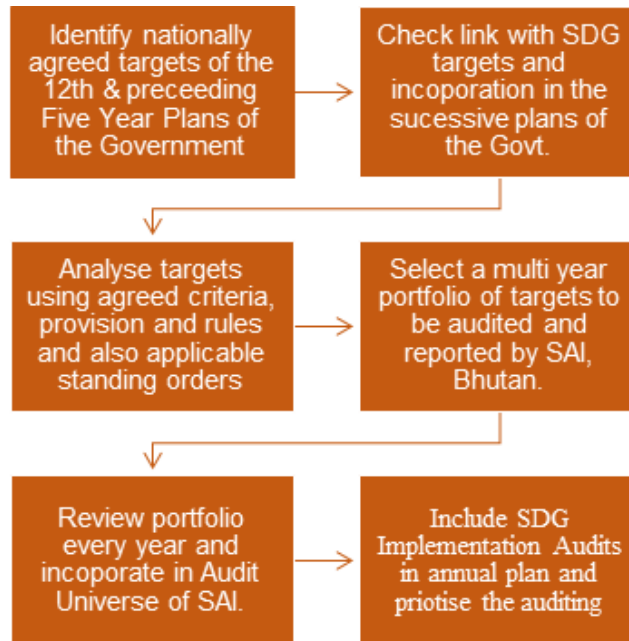 Identify nationally
agreed targets of the
12th & preceeding
Five Year Plans of
the Government
Check link with SDG
targets and
incoporation in the
sucessive plans of
the Govt.
Analyse targets
using agreed criteria,
provision and rules
and also applicable
standing orders
Select a multi year
portfolio of targets to
be audited and
reported by SAI,
Bhutan.
Review portfolio
every year and
incoporate in Audit
Universe of SAI.
Include SDG
Implementation Audits
in annual plan and
priotise the auditing